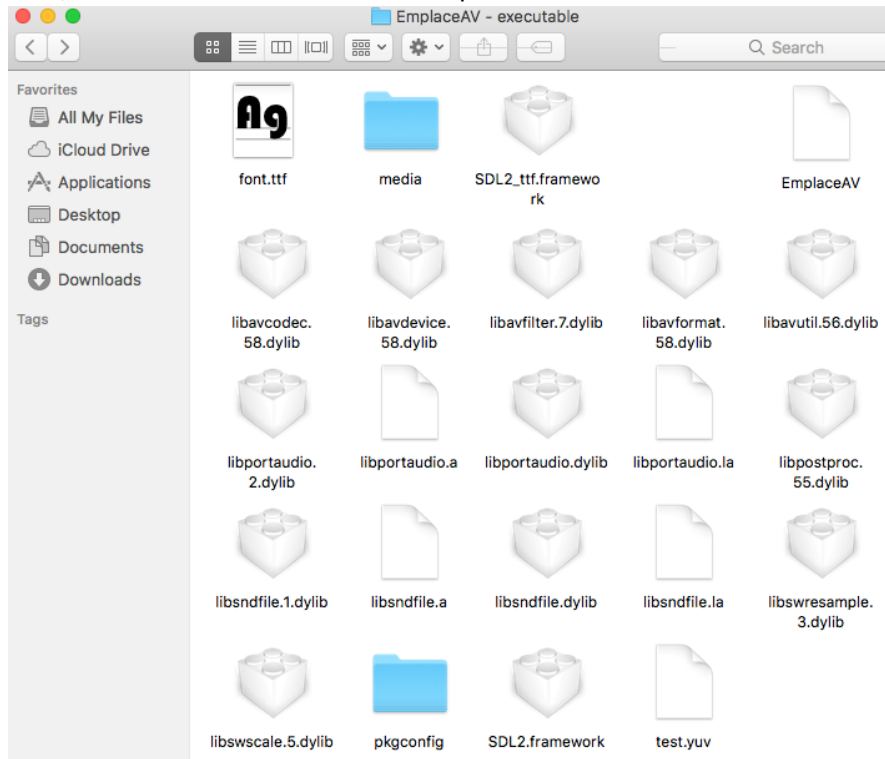 EmplaceAV - executable
Search
Favorites
All My Files
iCloud Drive
Applications
Desktop
Documents
Downloads
Tags
Ag
font.ttf
media
SDL2_ttf.framewo
rk
EmplaceAV
libavcodec.
58.dylib
libavdevice.
58.dylib
libavfilter.7.dylib
libavformat.
58.dylib
libavutil.56.dylib
libportaudio.
2.dylib
libportaudio.a
libportaudio.dylib
libportaudio.la
libpostproc.
55.dylib
libsndfile.1.dylib
libsndfile.a
libsndfile.dylib
libsndfile.la
libswresample.
3.dylib
libswscale.5.dylib
pkgconfig
SDL2.framework
test.yuv